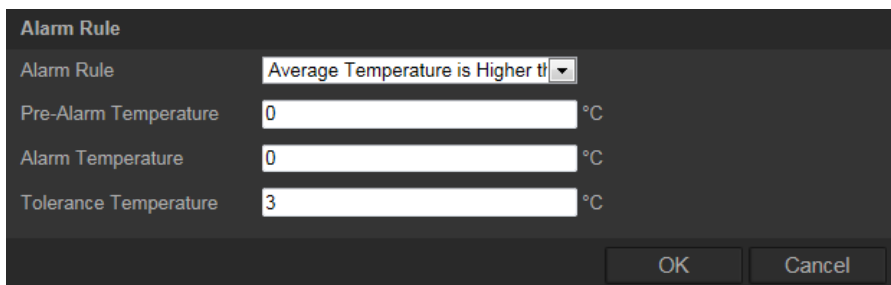 Alarm Rule
Alarm Rule Average Temperature is Higher th
Pre-Alarm Temperature 0 °C
Alarm Temperature 0 °C
Tolerance Temperature 3 °C
OK Cancel